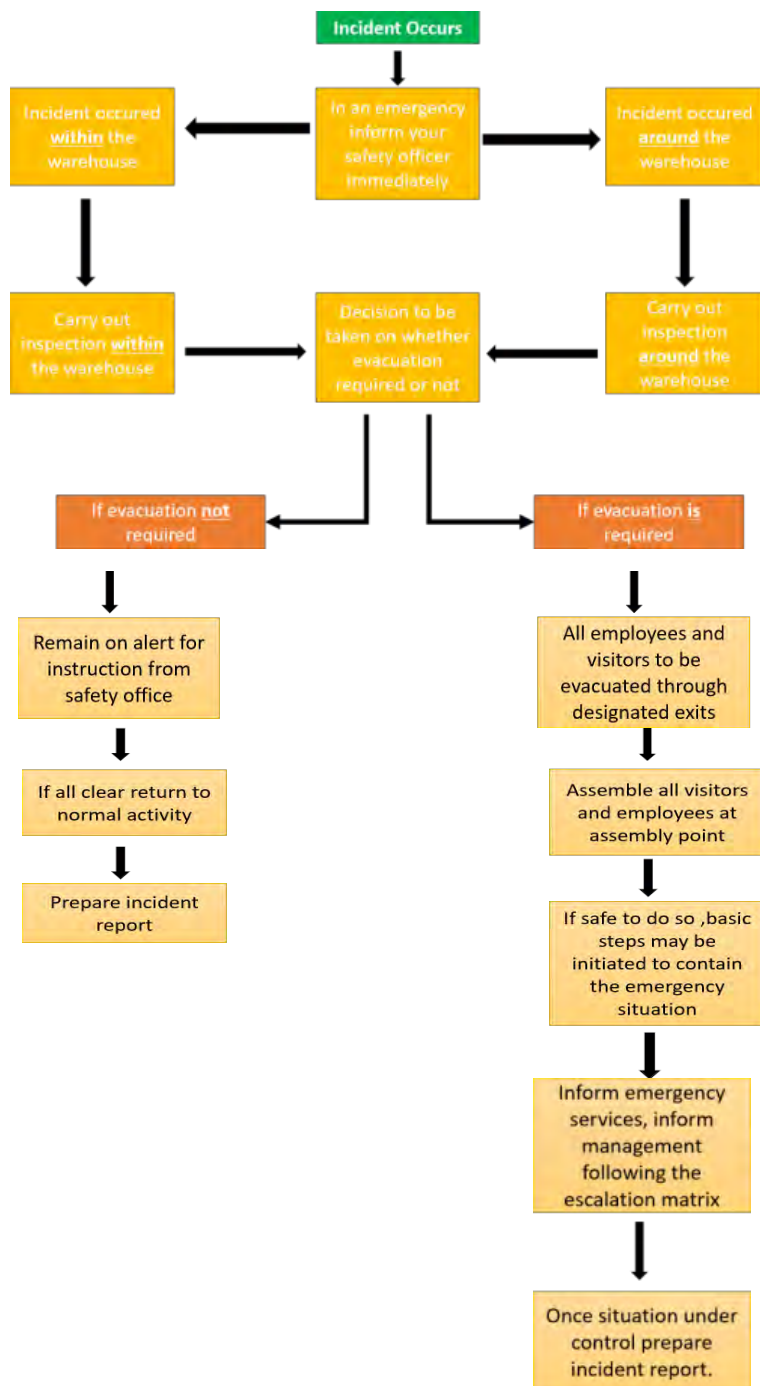 Incident Occurs
Incident occured
within the
warehouse
In an emergency
inform your
safety officer
immediately
Incident occured
around the
warehouse
Carry out
inspection within
the warehouse
Decision to be
taken on whether
evacuation
required or not
Carry out
inspection
around the
warehouse
If evacuation not
required
If evacuation is
required
Remain on alert for
instruction from
safety office
If all clear return to
normal activity
Prepare incident
report
All employees and
visitors to be
evacuated through
designated exits
Assemble all visitors
and employees at
assembly point
If safe to do so ,basic
steps may be
initiated to contain
the emergency
situation
Inform emergency
services, inform
management
following the
escalation matrix
Once situation under
control prepare
incident report.